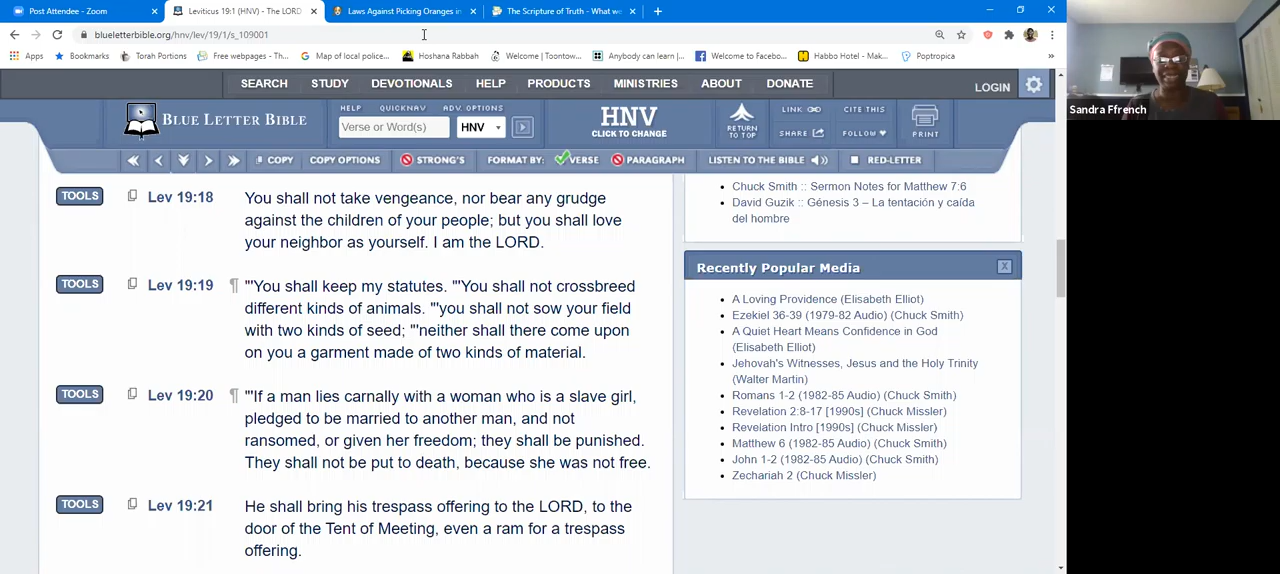 Post Attendee - Zoom
Leviticus 19:1 (HNV) - The LORD
Laws Against Picking Oranges in
The Scripture of Truth - What we
blueletterbible.org/hnv/lev/19/1/s_109001
Apps
Bookmarks
Torah Portions
Free webpages - Th...
Map of local police...
Hoshana Rabbah
Welcome | Toontow...
Anybody can learn |...
Welcome to Faceboo...
Habbo Hotel - Mak...
Poptropica
SEARCH STUDY DEVOTIONALS HELP PRODUCTS MINISTRIES ABOUT DONATE
LOGIN
BLUE LETTER BIBLE
HELP QUICKNAV ADV. OPTIONS
Verse or Word(s)
HNV
HNV
CLICK TO CHANGE
RETURN
TO TOP
LINK
CITE THIS
SHARE
FOLLOW
PRINT
COPY COPY OPTIONS STRONG'S FORMAT BY: VERSE PARAGRAPH LISTEN TO THE BIBLE RED-LETTER
TOOLS Lev 19:18 You shall not take vengeance, nor bear any grudge
against the children of your people; but you shall love
your neighbor as yourself. I am the LORD.
TOOLS Lev 19:19 ¶ "'You shall keep my statutes. "'You shall not crossbreed
different kinds of animals. "'you shall not sow your field
with two kinds of seed; "'neither shall there come upon
on you a garment made of two kinds of material.
TOOLS Lev 19:20 ¶ "'If a man lies carnally with a woman who is a slave girl,
pledged to be married to another man, and not
ransomed, or given her freedom; they shall be punished.
They shall not be put to death, because she was not free.
TOOLS Lev 19:21 He shall bring his trespass offering to the LORD, to the
door of the Tent of Meeting, even a ram for a trespass
offering.
Chuck Smith :: Sermon Notes for Matthew 7:6
David Guzik :: Génesis 3 – La tentación y caída
del hombre
Recently Popular Media
X
A Loving Providence (Elisabeth Elliot)
Ezekiel 36-39 (1979-82 Audio) (Chuck Smith)
A Quiet Heart Means Confidence in God
(Elisabeth Elliot)
Jehovah's Witnesses, Jesus and the Holy Trinity
(Walter Martin)
Romans 1-2 (1982-85 Audio) (Chuck Smith)
Revelation 2:8-17 [1990s] (Chuck Missler)
Revelation Intro [1990s] (Chuck Missler)
Matthew 6 (1982-85 Audio) (Chuck Smith)
John 1-2 (1982-85 Audio) (Chuck Smith)
Zechariah 2 (Chuck Missler)
Sandra Ffrench